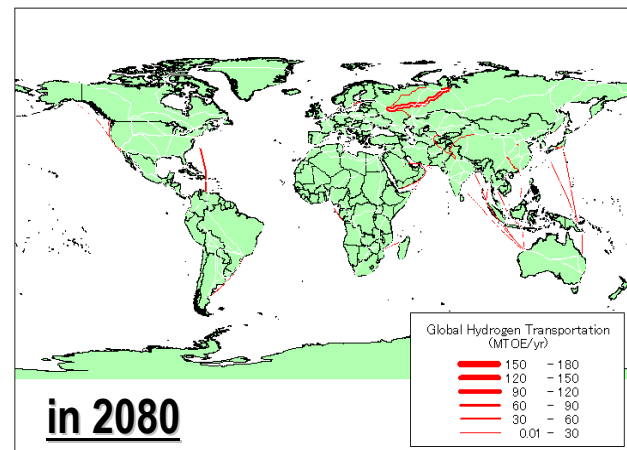 Global Hydrogen Transportation
(MTOE/yr)
150 - 180
120 - 150
90 - 120
60 - 90
30 - 60
0.01 - 30
in 2080